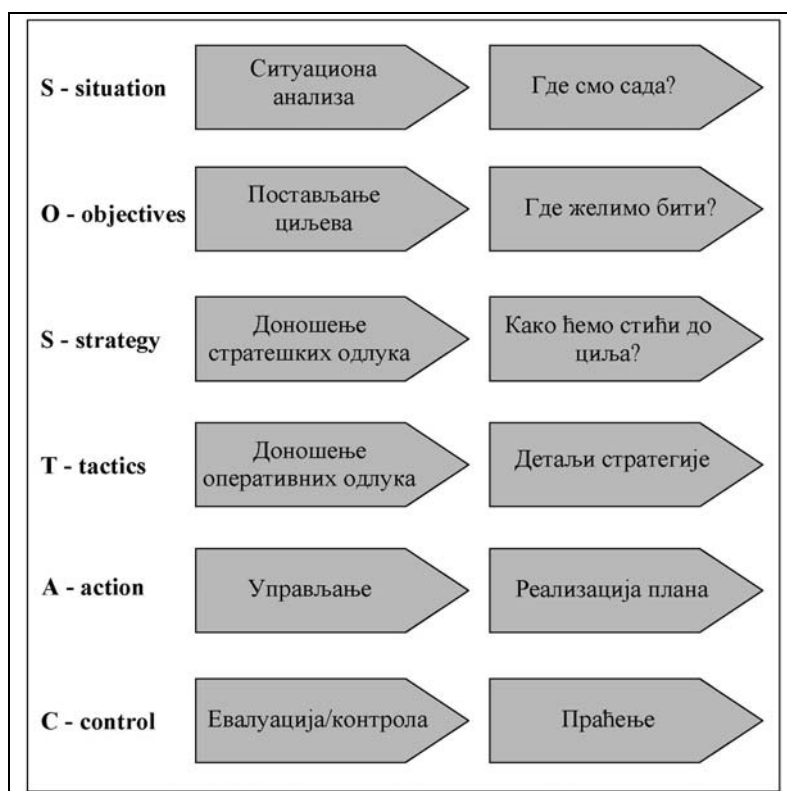 S - situation
Ситуациона
анализа
Где смо сада?
O - objectives
Постављање
циљева
Где желимо бити?
S - strategy
Доношење
стратешких одлука
Како ћемо стићи до
циља?
T - tactics
Доношење
оперативних одлука
Детаљи стратегије
A - action
Управљање
Реализација плана
C - control
Евалуација/контрола
Праћење